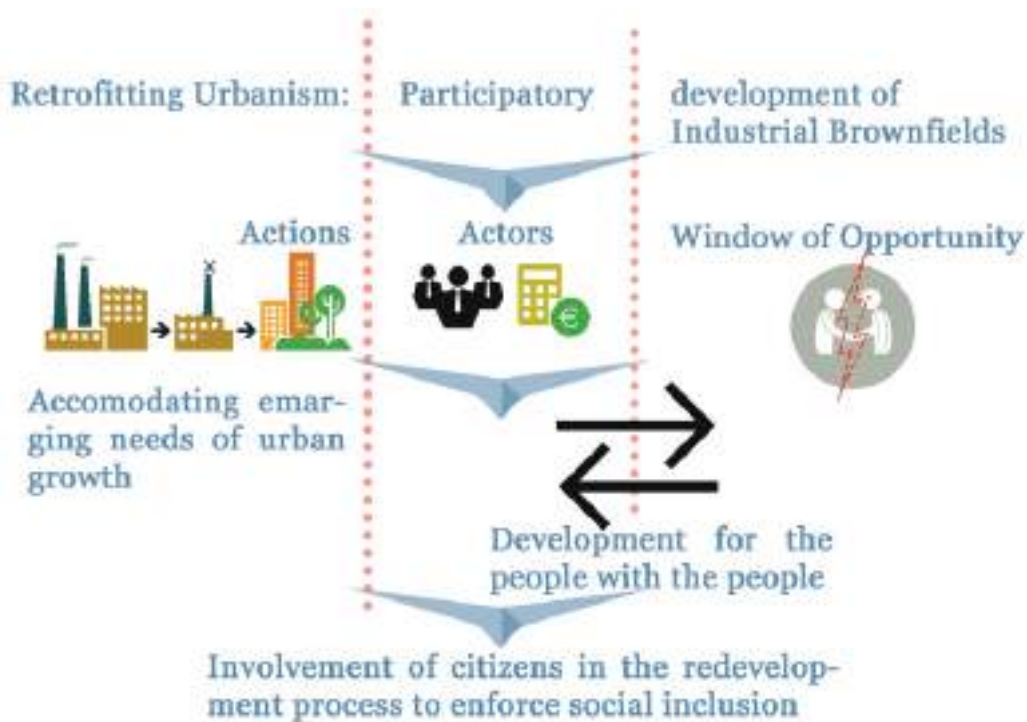 Retrofitting Urbanism:
Participatory
development of
Industrial Brownfields
Actions
Actors
Window of Opportunity
Accomodating emar-
ging needs of urban
growth
Development for the
people with the people
Involvement of citizens in the redevelop-
ment process to enforce social inclusion